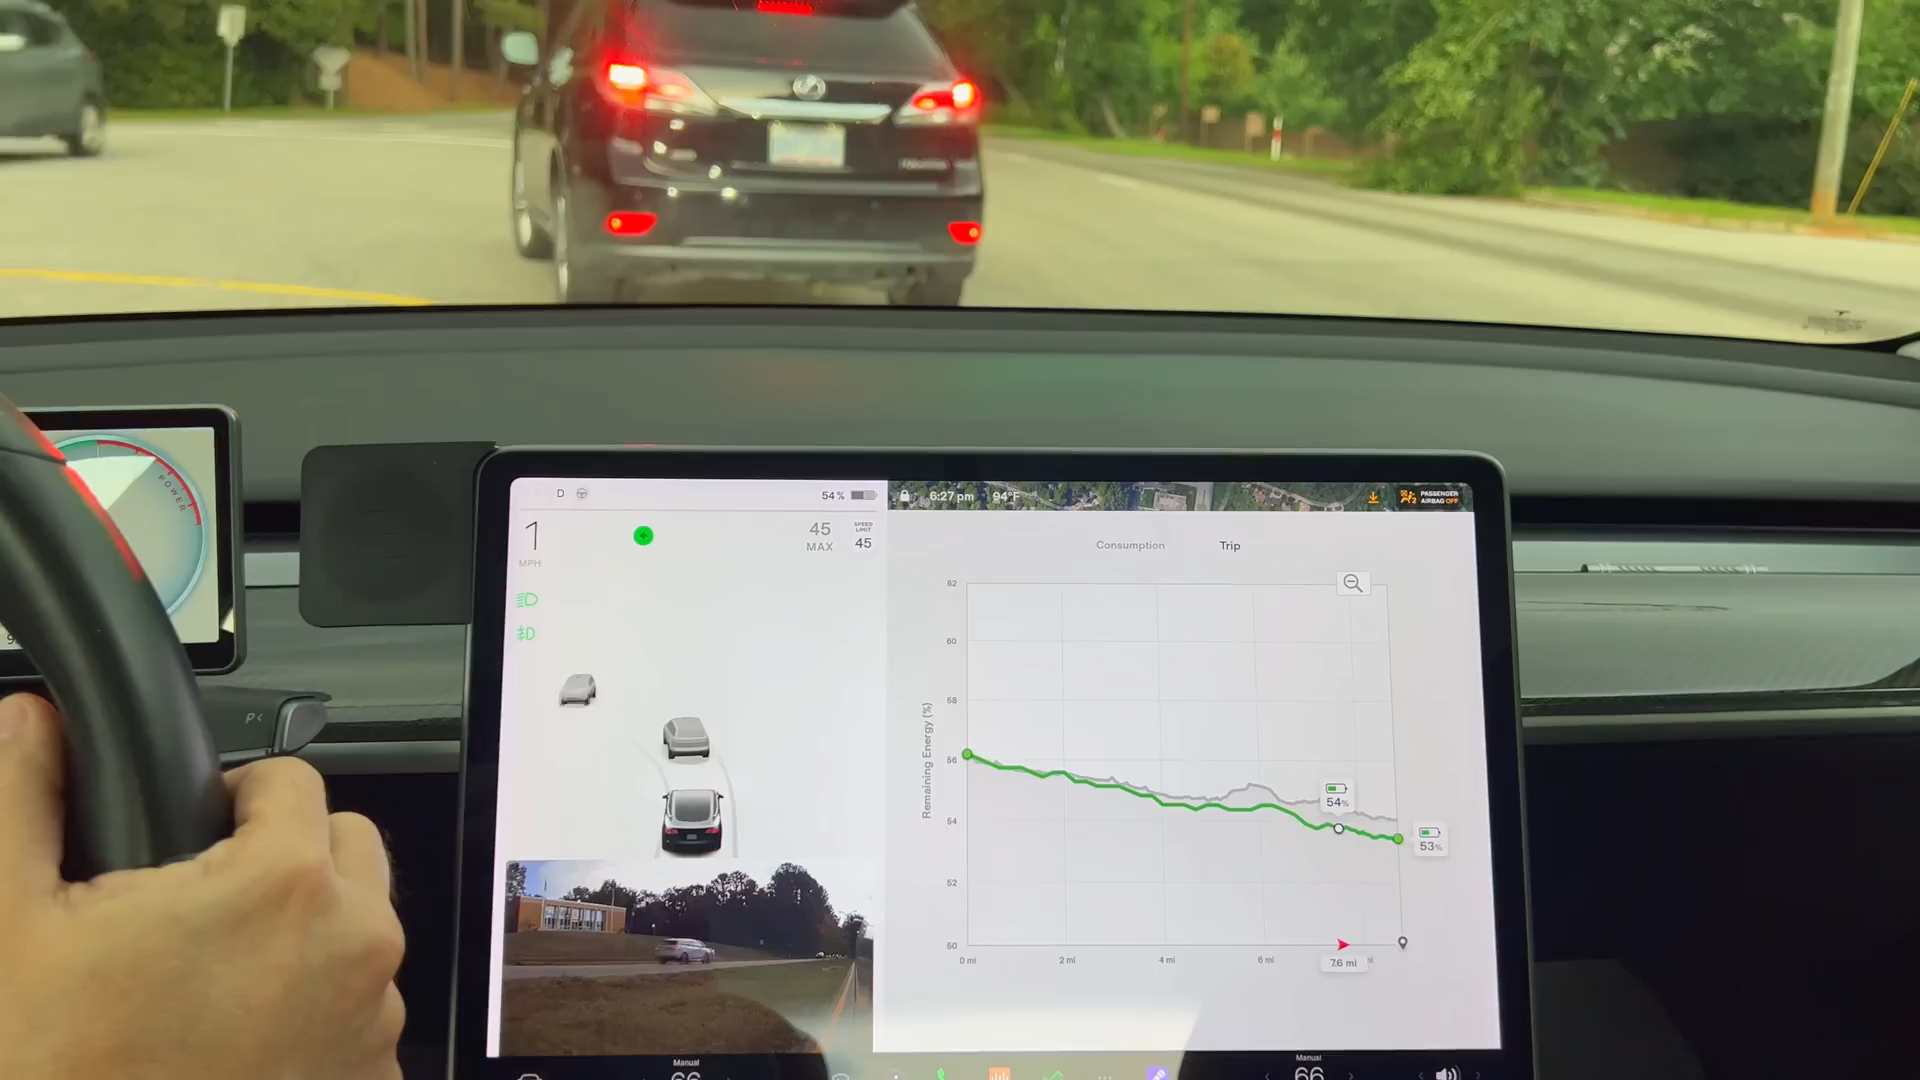 POWER
P<
D
54 %
6:27 pm
94°F
PASSENGER
AIRBAG OFF
1
MPH
45
MAX
SPEED
LIMIT
45
Consumption
Trip
Remaining Energy (%)
62
60
58
56
54
52
50
54%
53%
0 mi
2 mi
4 mi
6 mi
7.6 mi
Manual
66
Manual
66